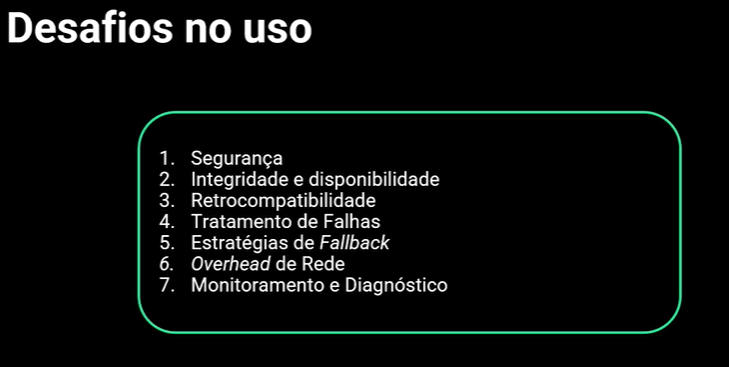 Desafios no uso
1. Segurança
2. Integridade e disponibilidade
3. Retrocompatibilidade
4. Tratamento de Falhas
5. Estratégias de Fallback
6. Overhead de Rede
7. Monitoramento e Diagnóstico